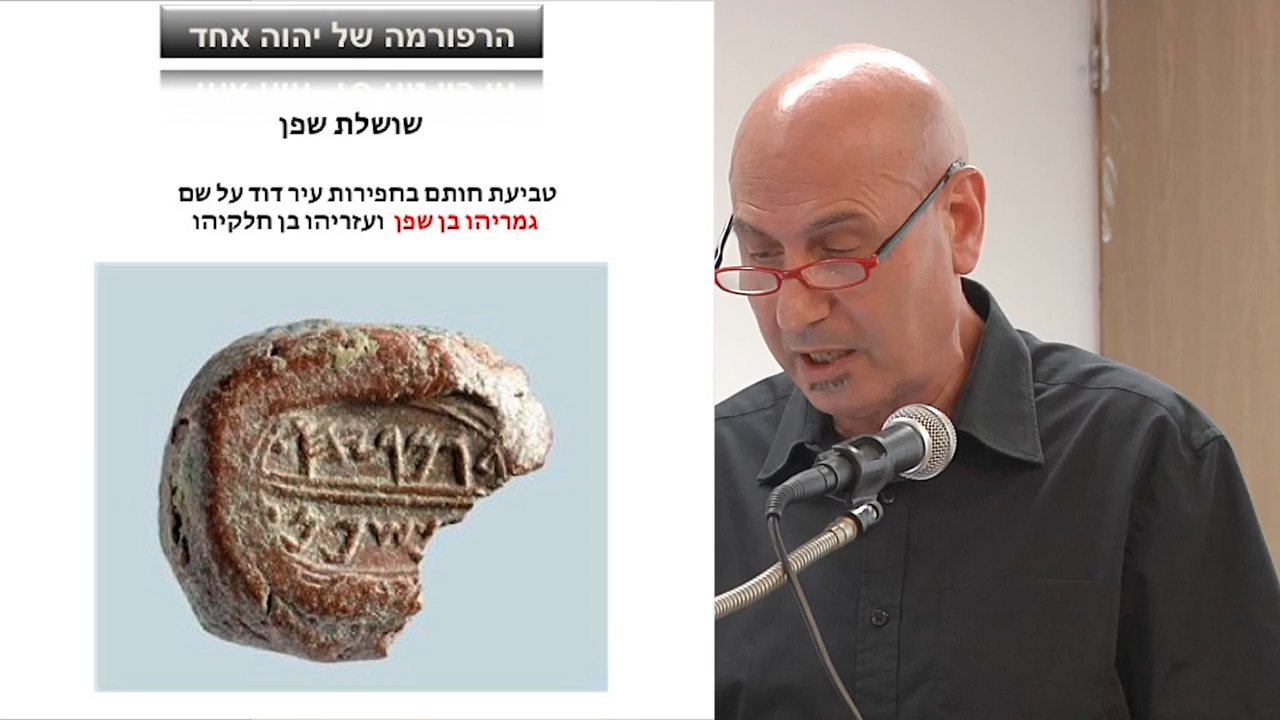 הרפורמה של יהוה אחד
שושלת שפן
טביעת חותם בחפירות עיר דוד על שם
גמריהו בן שפן ועזריהו בן חלקיהו